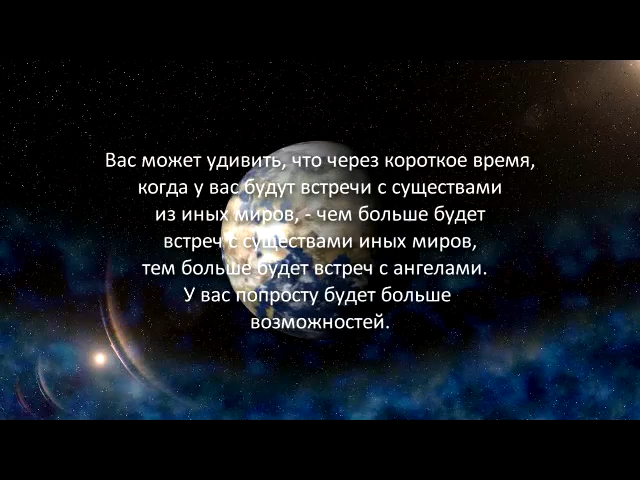 Вас может удивить, что через короткое время,
когда у вас будут встречи с существами
из иных миров, - чем больше будет
встреч с существами иных миров,
тем больше будет встреч с ангелами.
У вас попросту будет больше
возможностей.